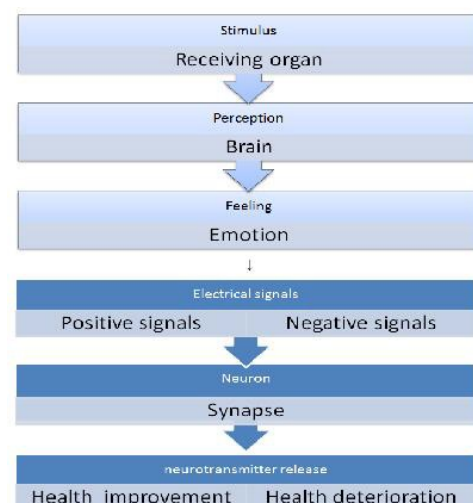 Stimulus
Receiving organ
Perception
Brain
Feeling
Emotion
Electrical signals
Positive signals Negative signals
Neuron
Synapse
neurotransmitter release
Health improvement Health deterioration